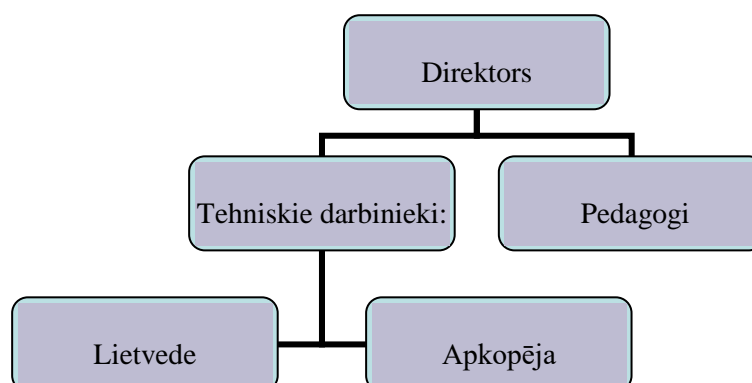 Direktors
Tehniskie darbinieki:
Pedagogi
Lietvede
Apkopēja